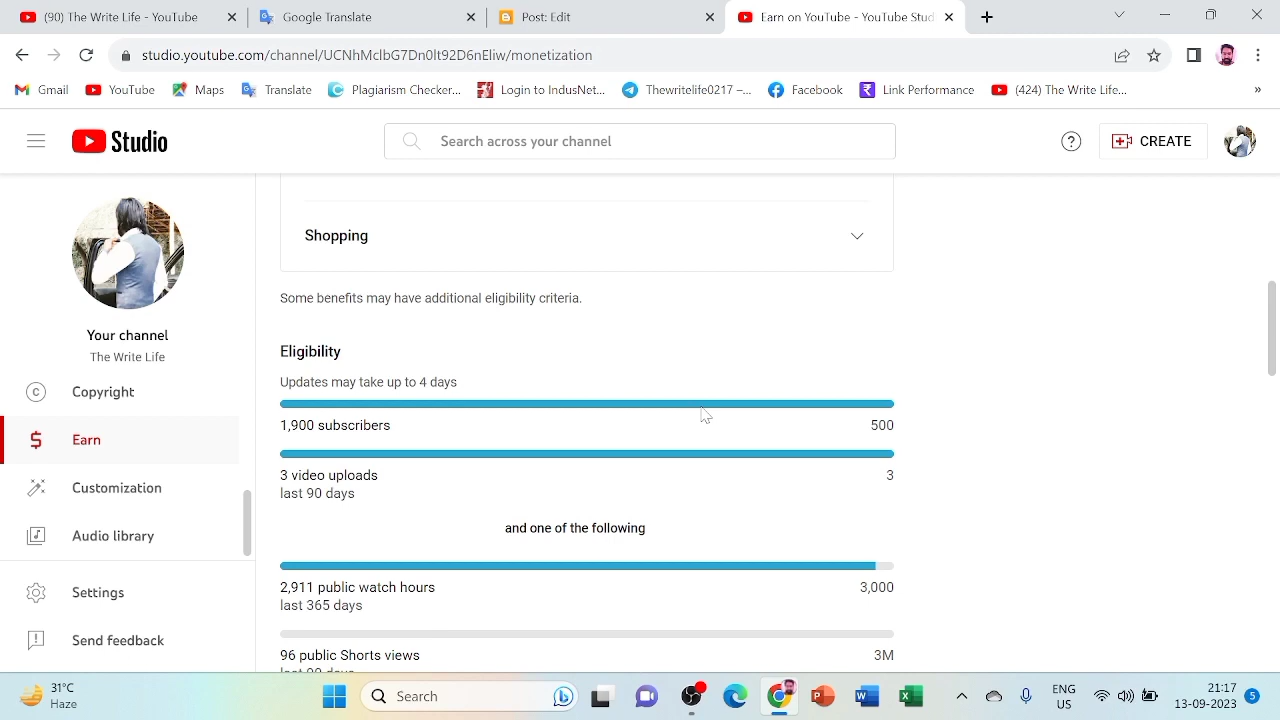 30) The Write Life - YouTube
Google Translate
Post: Edit
Earn on YouTube - YouTube Stud
studio.youtube.com/channel/UCNhMclbG7Dn0lt92D6nEliw/monetization
Gmail
YouTube
Maps
Translate
Plagiarism Checker...
Login to IndusNet...
Thewritelife0217 –...
Facebook
Link Performance
(424) The Write Life...
»
Studio
Search across your channel
CREATE
Your channel
The Write Life
Copyright
Earn
Customization
Audio library
Settings
Send feedback
Shopping
Some benefits may have additional eligibility criteria.
Eligibility
Updates may take up to 4 days
1,900 subscribers
500
3 video uploads
3
last 90 days
and one of the following
2,911 public watch hours
3,000
last 365 days
96 public Shorts views
3M
last 90 days
31°C
Haze
Search
ENG
US
21:17
13-09-2023
5